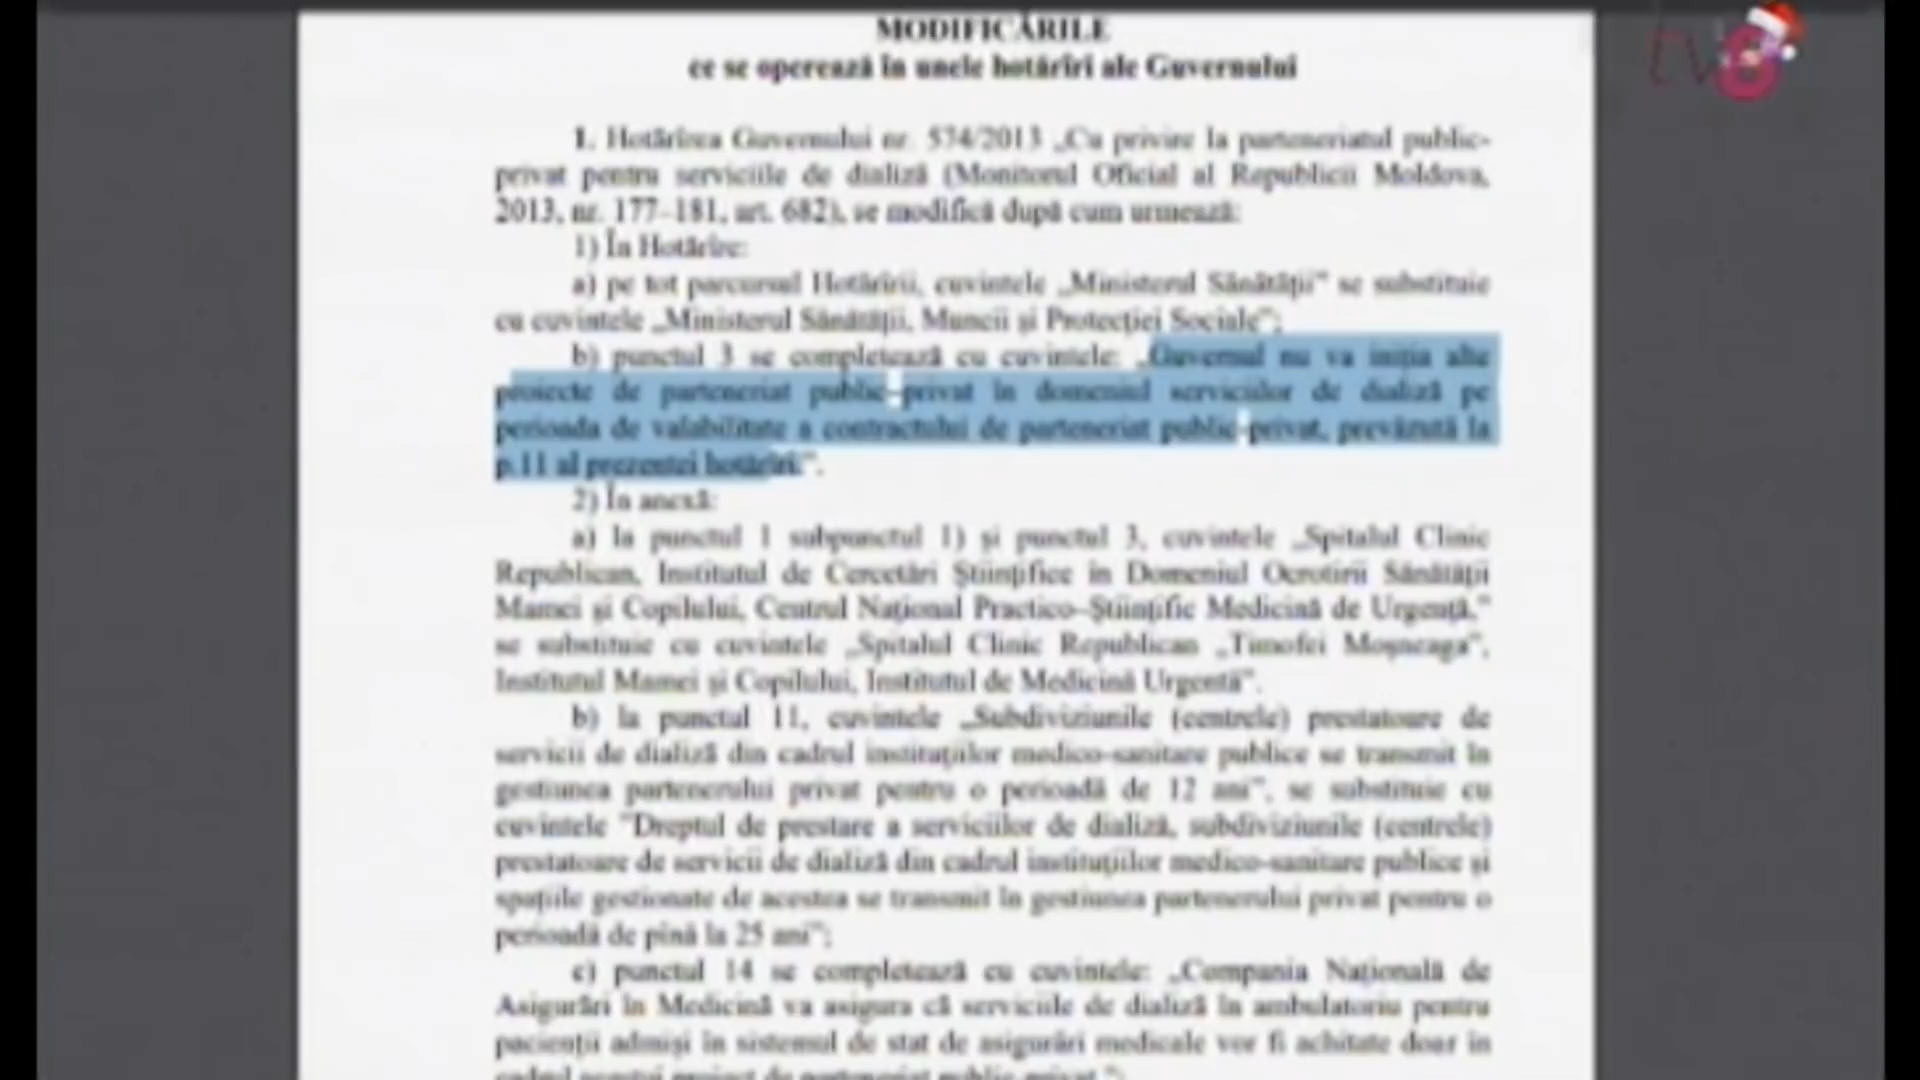 MODIFICĂRILE
ce se operează în unele hotărîri ale Guvernului
tv8
1. Hotărîrea Guvernului nr. 574/2013 „Cu privire la parteneriatul public-
privat pentru serviciile de dializă (Monitorul Oficial al Republicii Moldova,
2013, nr. 177–181, art. 682), se modifică după cum urmează:
1) În Hotărîre:
a) pe tot parcursul Hotărîrii, cuvintele „Ministerul Sănătăţii” se substituie
cu cuvintele „Ministerul Sănătăţii, Muncii şi Protecţiei Sociale”;
b) punctul 3 se completează cu cuvintele: „Guvernul nu va iniţia alte
proiecte de parteneriat public–privat în domeniul serviciilor de dializă pe
perioada de valabilitate a contractului de parteneriat public-privat, prevăzută la
p.11 al prezentei hotărîri.”.
2) În anexă:
a) la punctul 1 subpunctul 1) şi punctul 3, cuvintele „Spitalul Clinic
Republican, Institutul de Cercetări Ştiinţifice în Domeniul Ocrotirii Sănătăţii
Mamei şi Copilului, Centrul Naţional Practico–Ştiinţific Medicină de Urgenţă,”
se substituie cu cuvintele „Spitalul Clinic Republican „Timofei Moşneaga”,
Institutul Mamei şi Copilului, Institutul de Medicină Urgentă”.
b) la punctul 11, cuvintele „Subdiviziunile (centrele) prestatoare de
servicii de dializă din cadrul instituţiilor medico-sanitare publice se transmit în
gestiunea partenerului privat pentru o perioadă de 12 ani”, se substituie cu
cuvintele ”Dreptul de prestare a serviciilor de dializă, subdiviziunile (centrele)
prestatoare de servicii de dializă din cadrul instituţiilor medico-sanitare publice şi
spaţiile gestionate de acestea se transmit în gestiunea partenerului privat pentru o
perioadă de pînă la 25 ani”;
c) punctul 14 se completează cu cuvintele: „Compania Naţională de
Asigurări în Medicină va asigura că serviciile de dializă în ambulatoriu pentru
pacienţii admişi în sistemul de stat de asigurări medicale vor fi achitate doar în
cadrul acestui proiect de parteneriat public-privat.”;